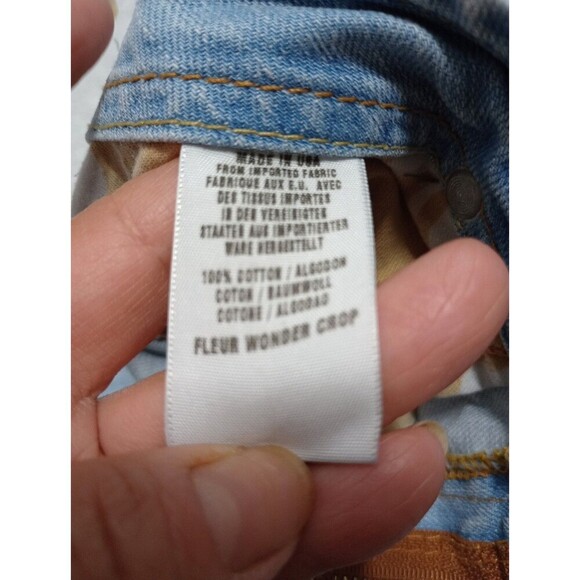 MADE IN USA
FROM IMPORTED FABRIC
FABRIQUE AUX E.U. AVEC
DES TISSUS IMPORTES
IN DER VEREINIGTEN
STAATEN AUS IMPORTIERTER
WARE HERGESTELLT
100% COTTON / ALGODON
COTON / BAUMWOLL
COTONE / ALGODAO
FLEUR WONDER CROP